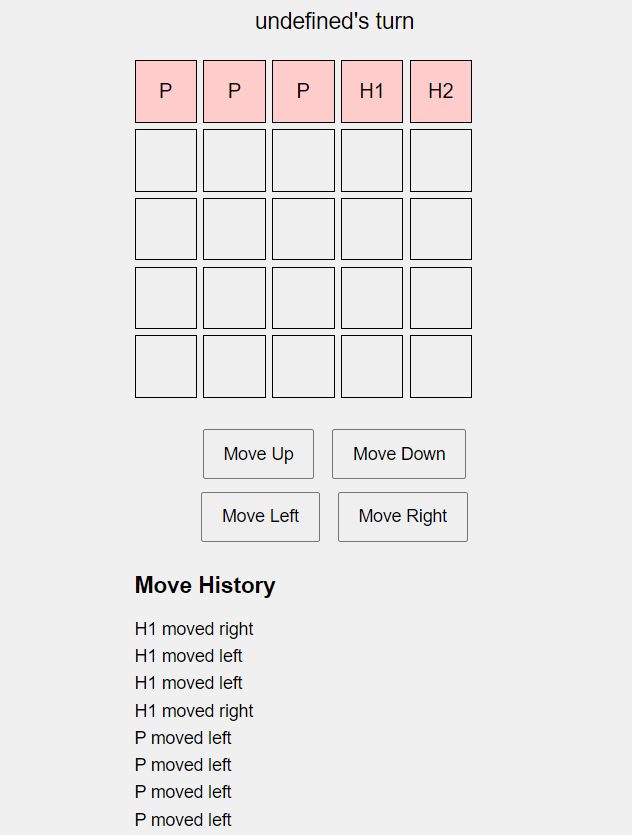 undefined's turn
P P P H1 H2
Move Up Move Down
Move Left Move Right
Move History
H1 moved right
H1 moved left
H1 moved left
H1 moved right
P moved left
P moved left
P moved left
P moved left